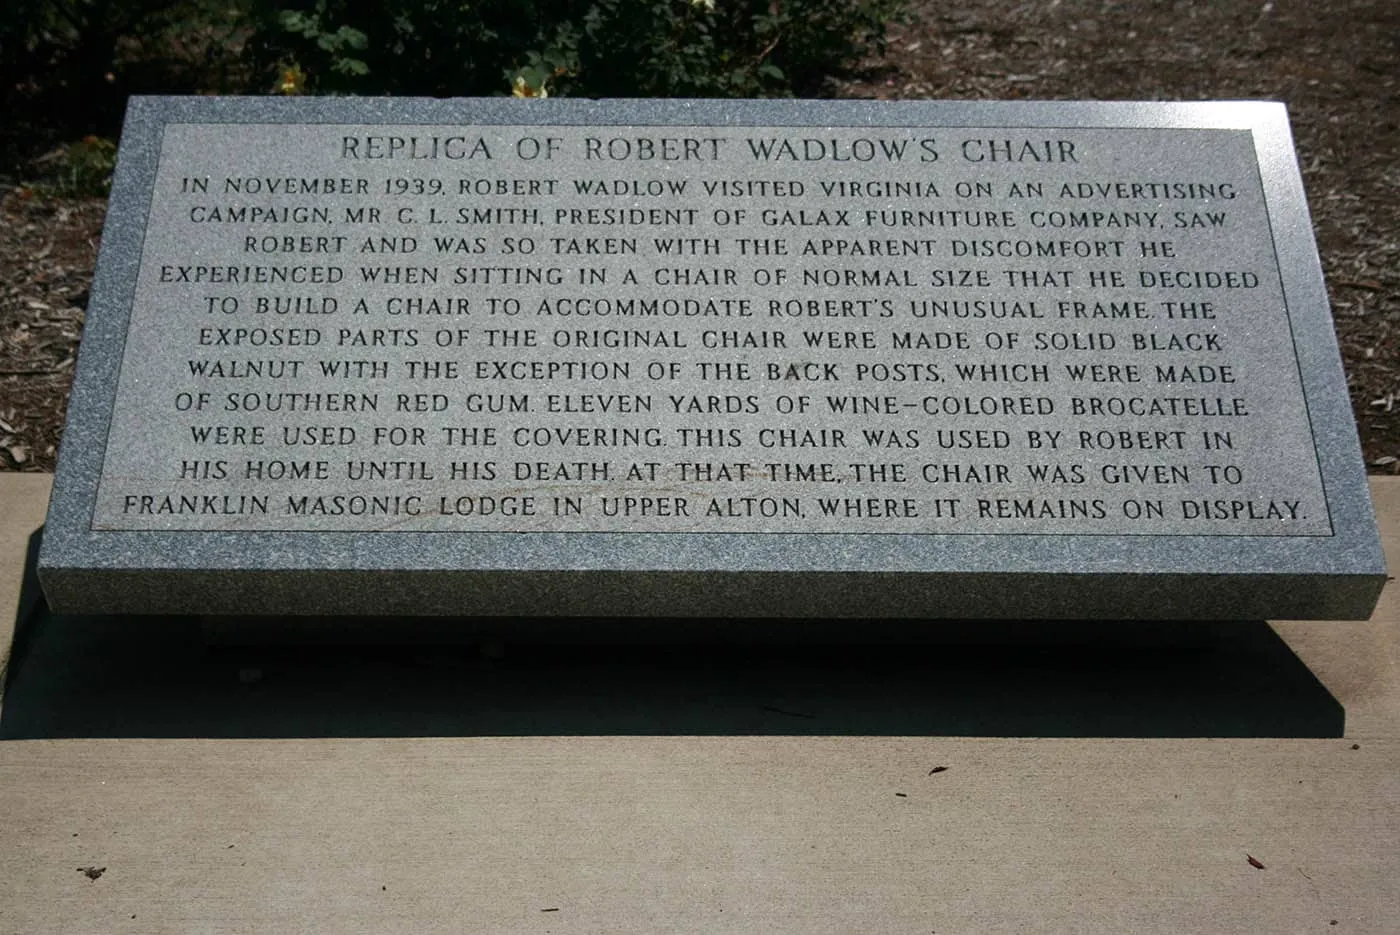 REPLICA OF ROBERT WADLOW'S CHAIR
IN NOVEMBER 1939, ROBERT WADLOW VISITED VIRGINIA ON AN ADVERTISING
CAMPAIGN, MR C. L. SMITH, PRESIDENT OF GALAX FURNITURE COMPANY, SAW
ROBERT AND WAS SO TAKEN WITH THE APPARENT DISCOMFORT HE
EXPERIENCED WHEN SITTING IN A CHAIR OF NORMAL SIZE THAT HE DECIDED
TO BUILD A CHAIR TO ACCOMMODATE ROBERT'S UNUSUAL FRAME. THE
EXPOSED PARTS OF THE ORIGINAL CHAIR WERE MADE OF SOLID BLACK
WALNUT WITH THE EXCEPTION OF THE BACK POSTS, WHICH WERE MADE
OF SOUTHERN RED GUM. ELEVEN YARDS OF WINE-COLORED BROCATELLE
WERE USED FOR THE COVERING. THIS CHAIR WAS USED BY ROBERT IN
HIS HOME UNTIL HIS DEATH. AT THAT TIME, THE CHAIR WAS GIVEN TO
FRANKLIN MASONIC LODGE IN UPPER ALTON, WHERE IT REMAINS ON DISPLAY.